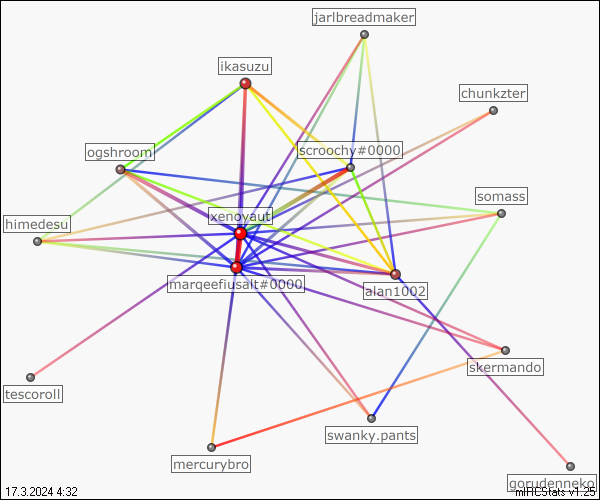 jarlbreadmaker
ikasuzu
chunkzter
ogshroom
scroochy#0000
somass
himedesu
xenoyaut
marqeefiusalt#0000
alan1002
skermando
tescoroll
swanky.pants
mercurybro
gorudenneko
17.3.2024 4:32
mIRCStats v1.25